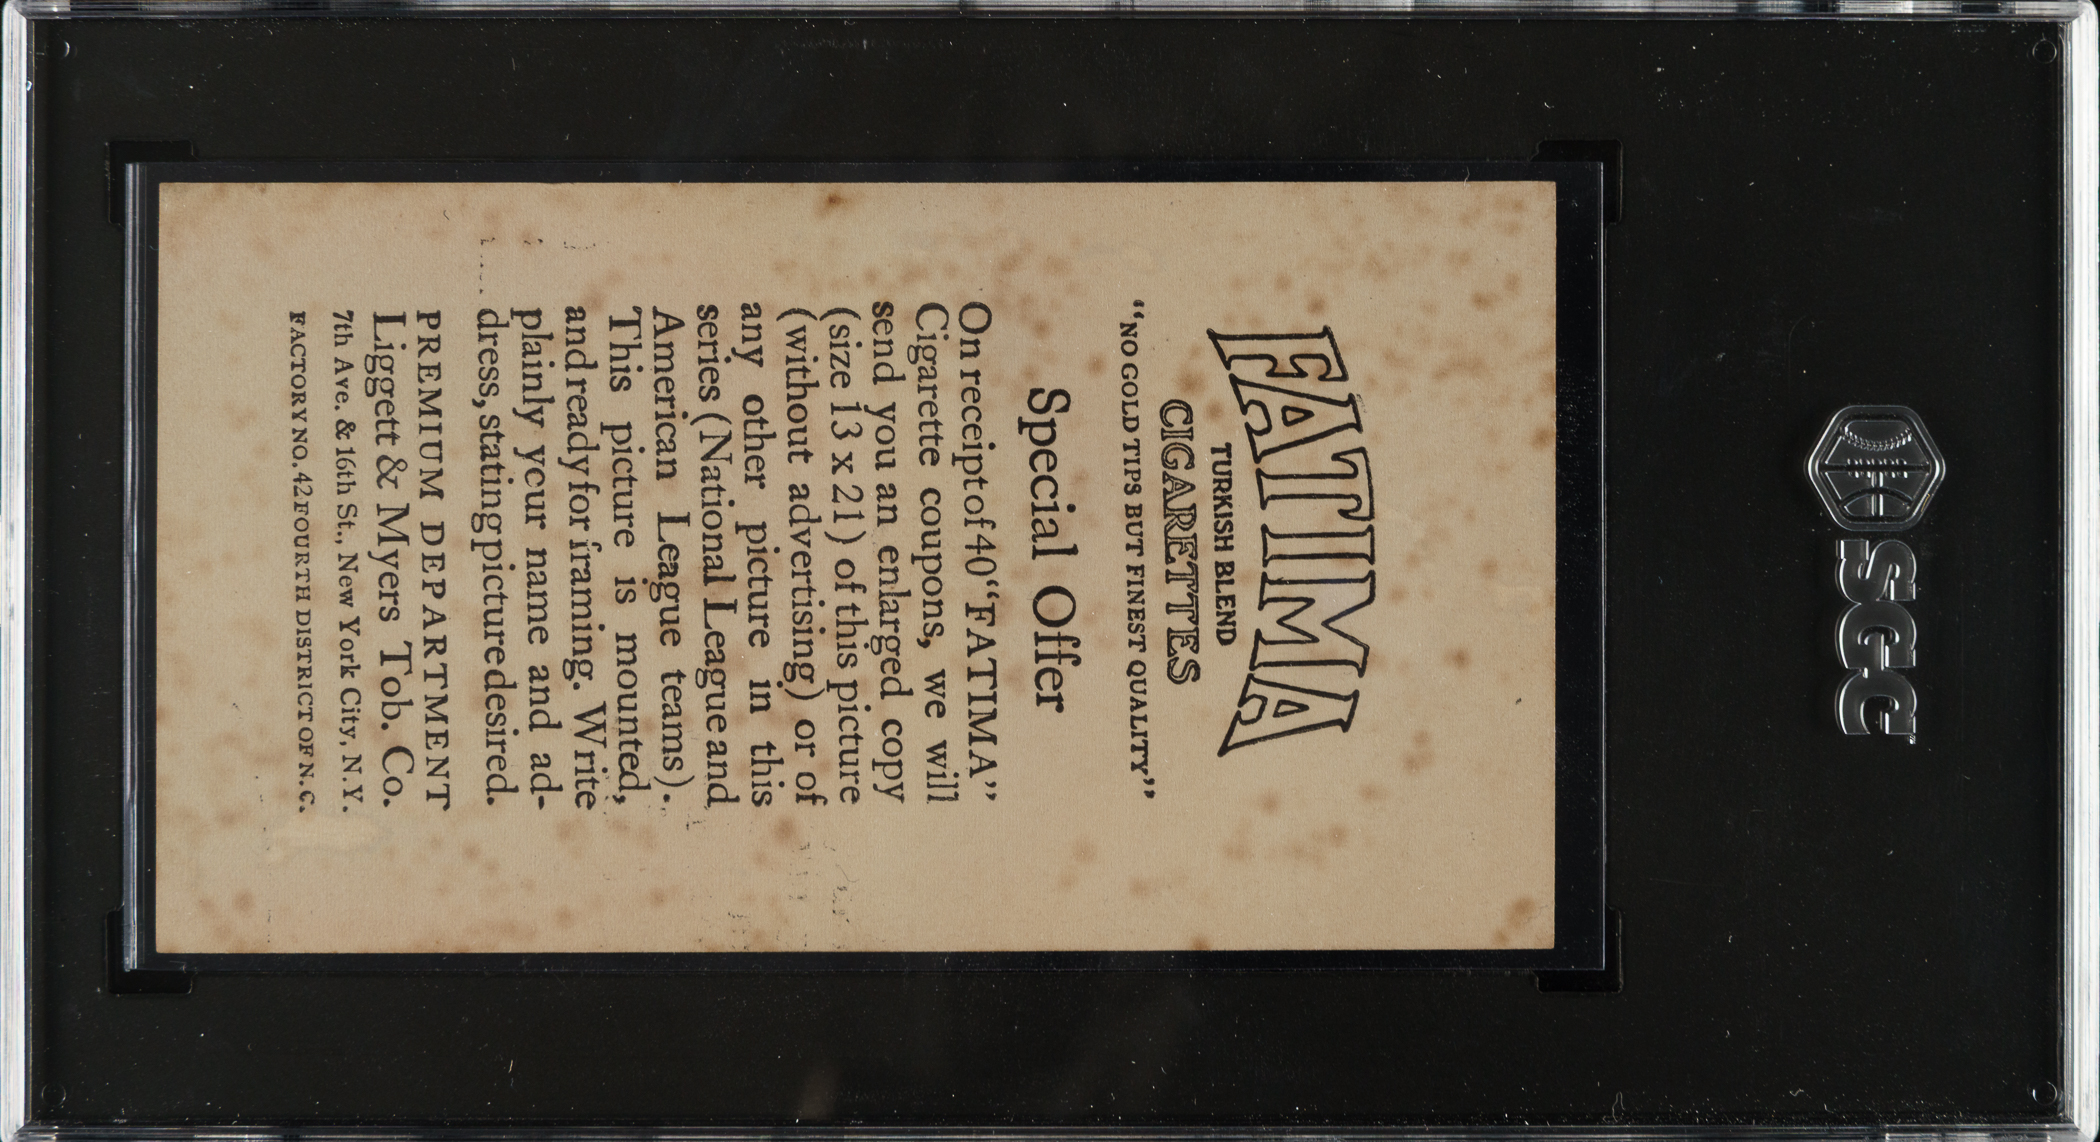 FATIMA
TURKISH BLEND
CIGARETTES
"NO GOLD TIPS BUT FINEST QUALITY"
Special Offer
On receipt of 40 "FATIMA"
Cigarette coupons, we will
send you an enlarged copy
(size 13 x 21) of this picture
(without advertising) or of
any other picture in this
series (National League and
American League teams).
This picture is mounted,
and ready for framing. Write
plainly your name and ad-
dress, stating picture desired.
PREMIUM DEPARTMENT
Liggett & Myers Tob. Co.
7th Ave. & 16th St., New York City, N.Y.
FACTORY NO. 42 FOURTH DISTRICT OF N.C.
SGC